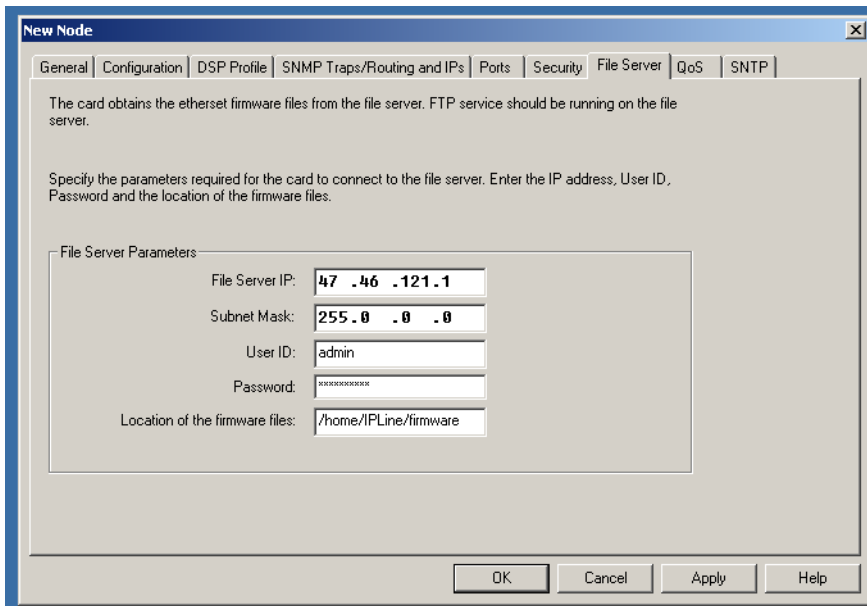 New Node
General Configuration DSP Profile SNMP Traps/Routing and IPs Ports Security File Server QoS SNTP
The card obtains the etherset firmware files from the file server. FTP service should be running on the file
server.
Specify the parameters required for the card to connect to the file server. Enter the IP address, User ID,
Password and the location of the firmware files.
File Server Parameters
File Server IP: 47 .46 .121.1
Subnet Mask: 255.0 .0 .0
User ID: admin
Password: **********
Location of the firmware files: /home/IPLine/firmware
OK Cancel Apply Help